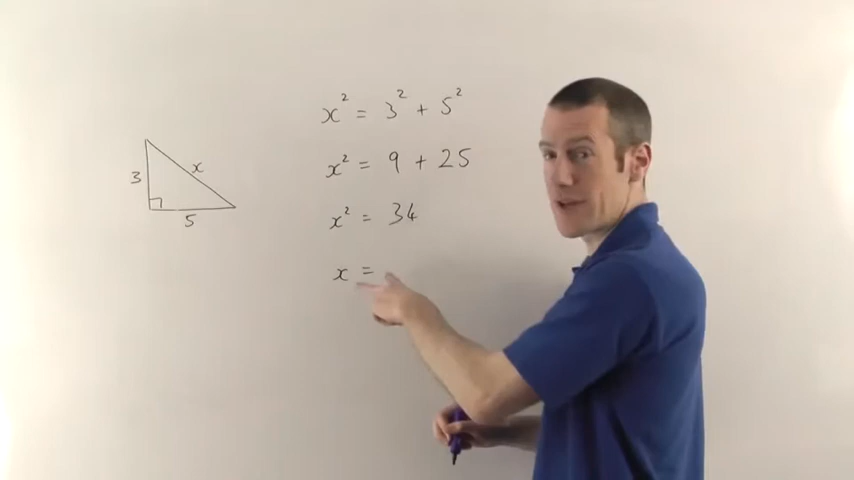 3
x
5
x² = 3² + 5²
x² = 9 + 25
x² = 34
x =